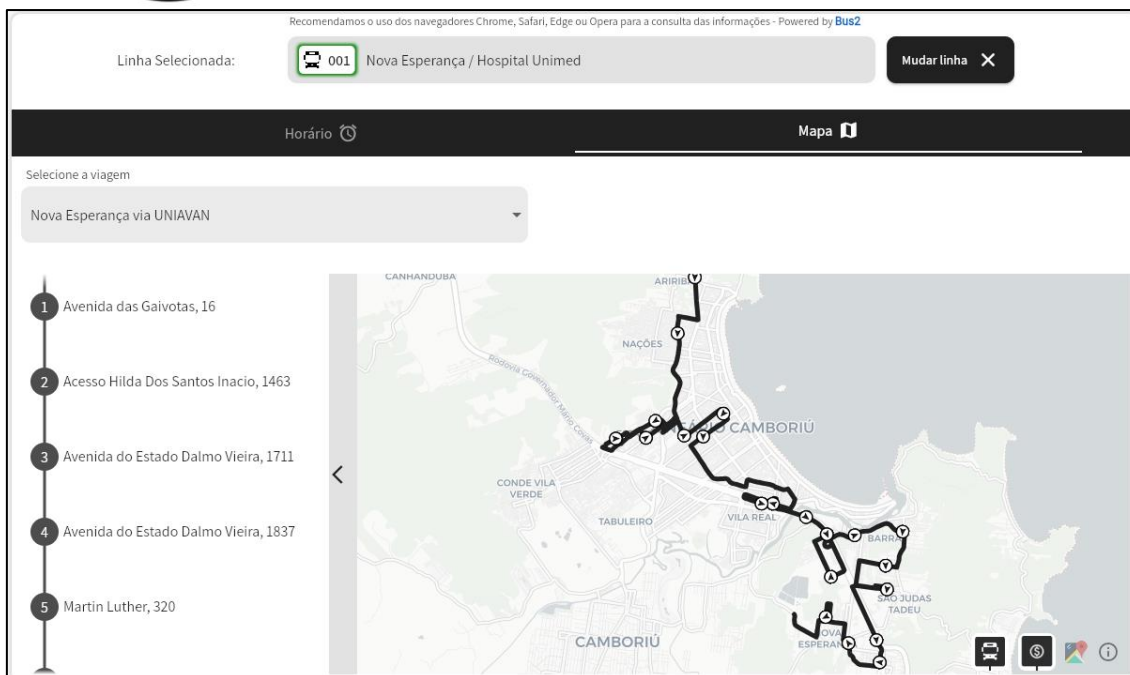 Recomendamos o uso dos navegadores Chrome, Safari, Edge ou Opera para a consulta das informações - Powered by Bus2
Linha Selecionada:
001 Nova Esperança / Hospital Unimed
Mudar linha
Horário
Mapa
Selecione a viagem
Nova Esperança via UNIAVAN
1 Avenida das Gaivotas, 16
2 Acesso Hilda Dos Santos Inacio, 1463
3 Avenida do Estado Dalmo Vieira, 1711
4 Avenida do Estado Dalmo Vieira, 1837
5 Martin Luther, 320
CANHANDUBA
NAÇÕES
Rodovia Governador Mário Covas
CAMBORIÚ
CONDE VILA
VERDE
TABULEIRO
VILA REAL
BARRA
SÃO JUDAS
TADEU
CAMBORIÚ